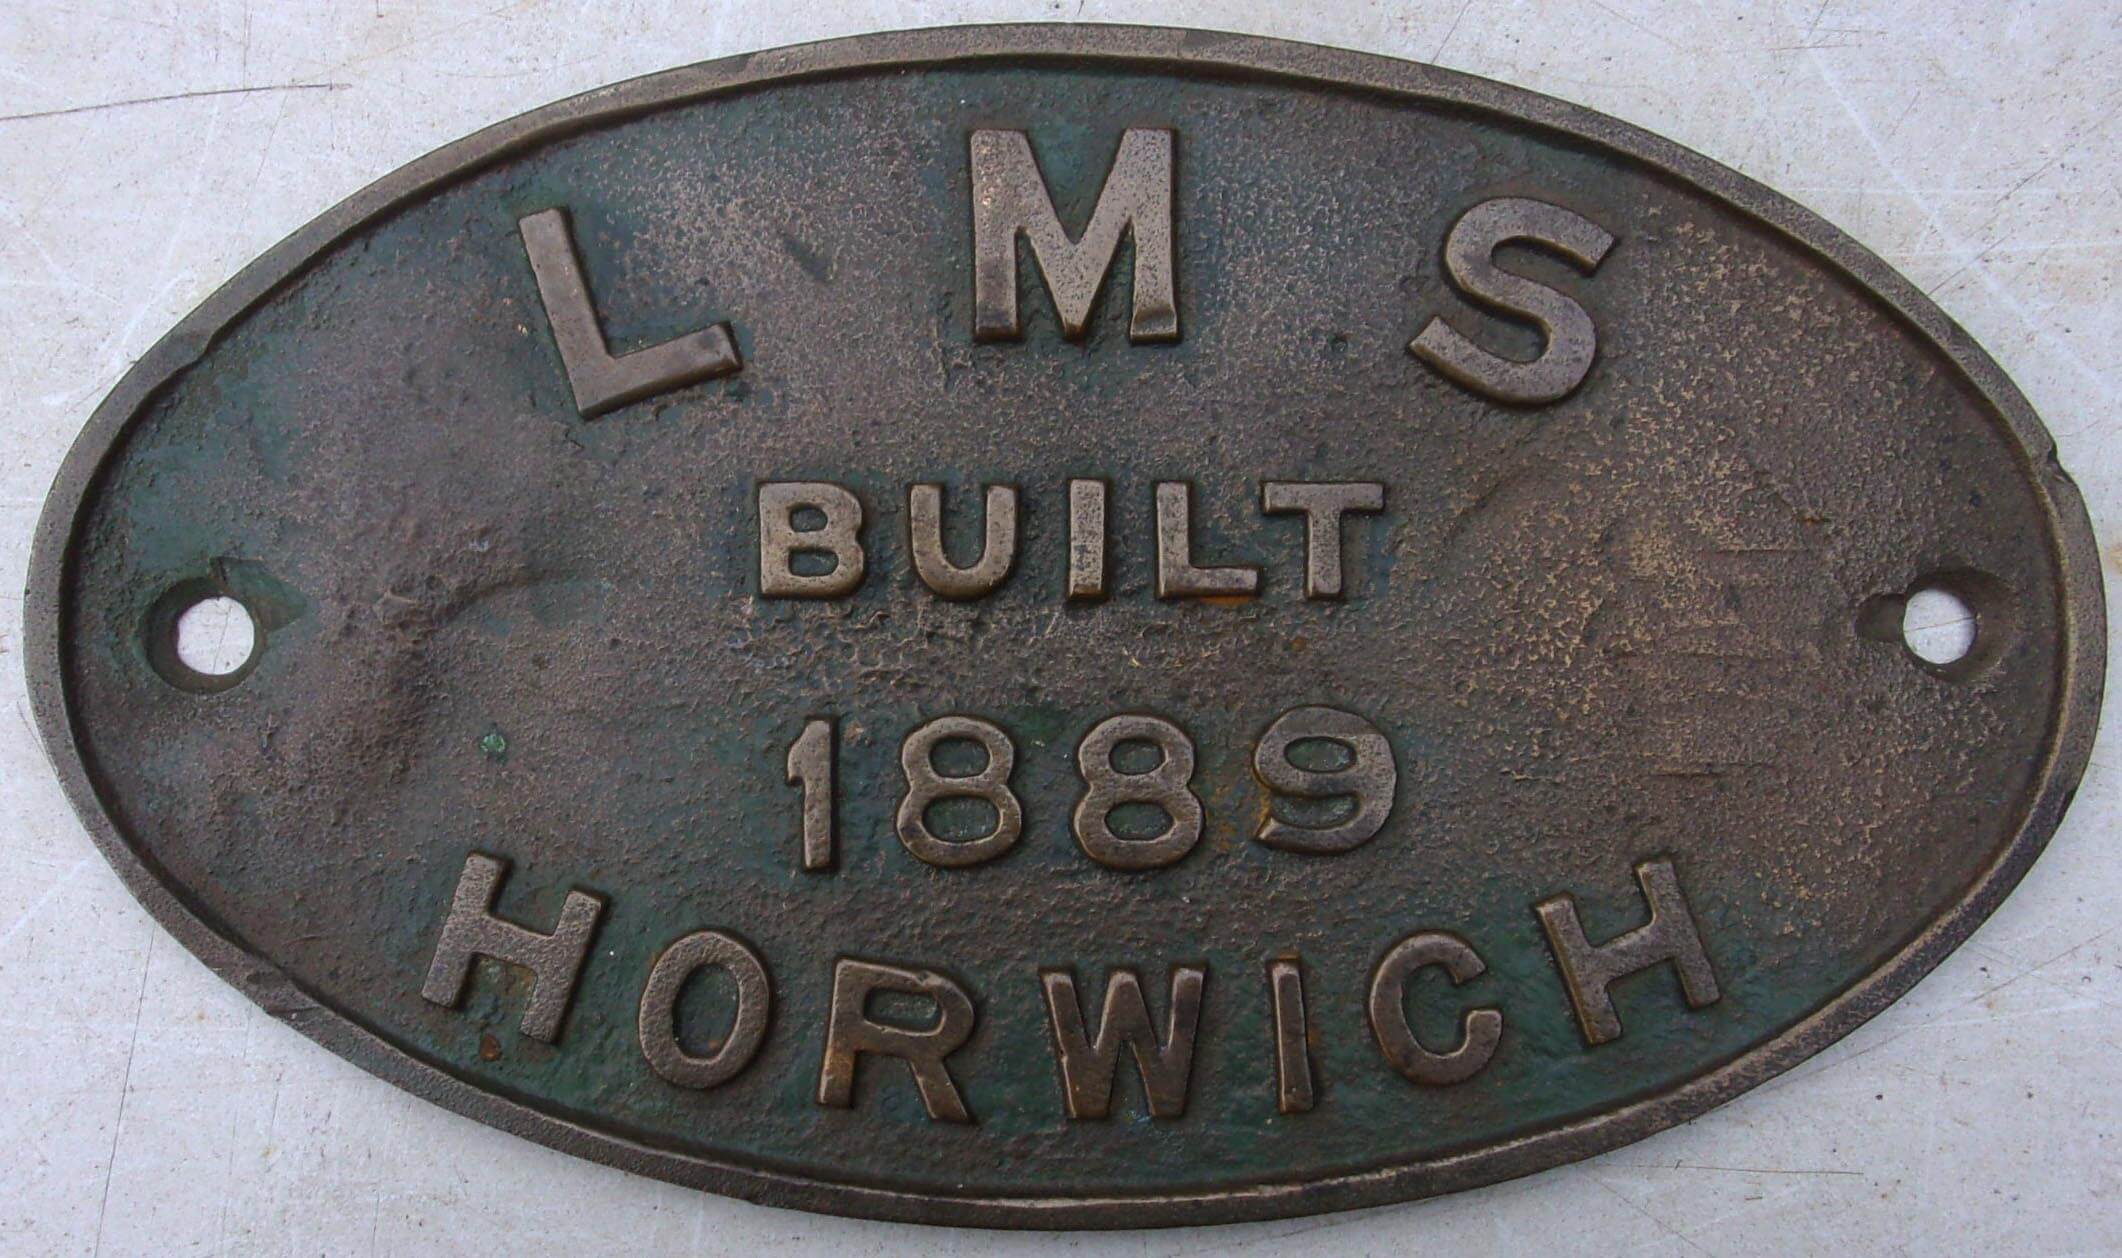 L M S
BUILT
1889
HORWICH